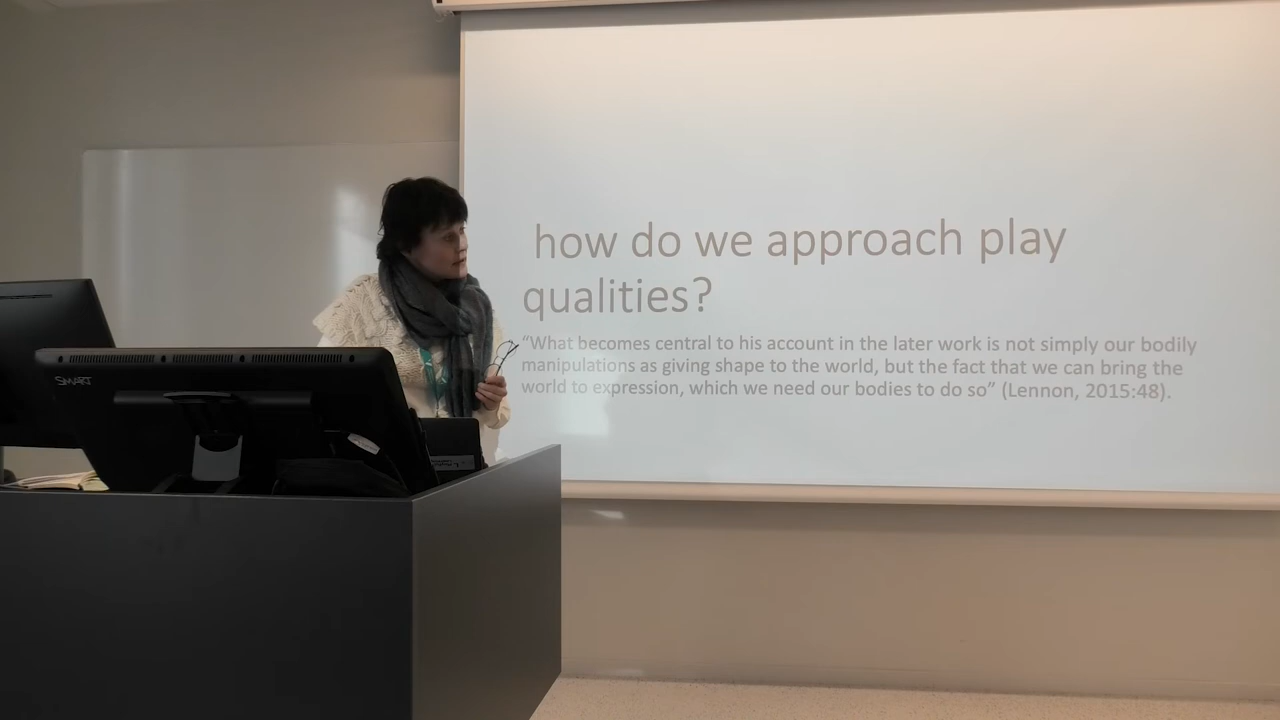 how do we approach play
qualities?
“What becomes central to his account in the later work is not simply our bodily
manipulations as giving shape to the world, but the fact that we can bring the
world to expression, which we need our bodies to do so” (Lennon, 2015:48).
SMART